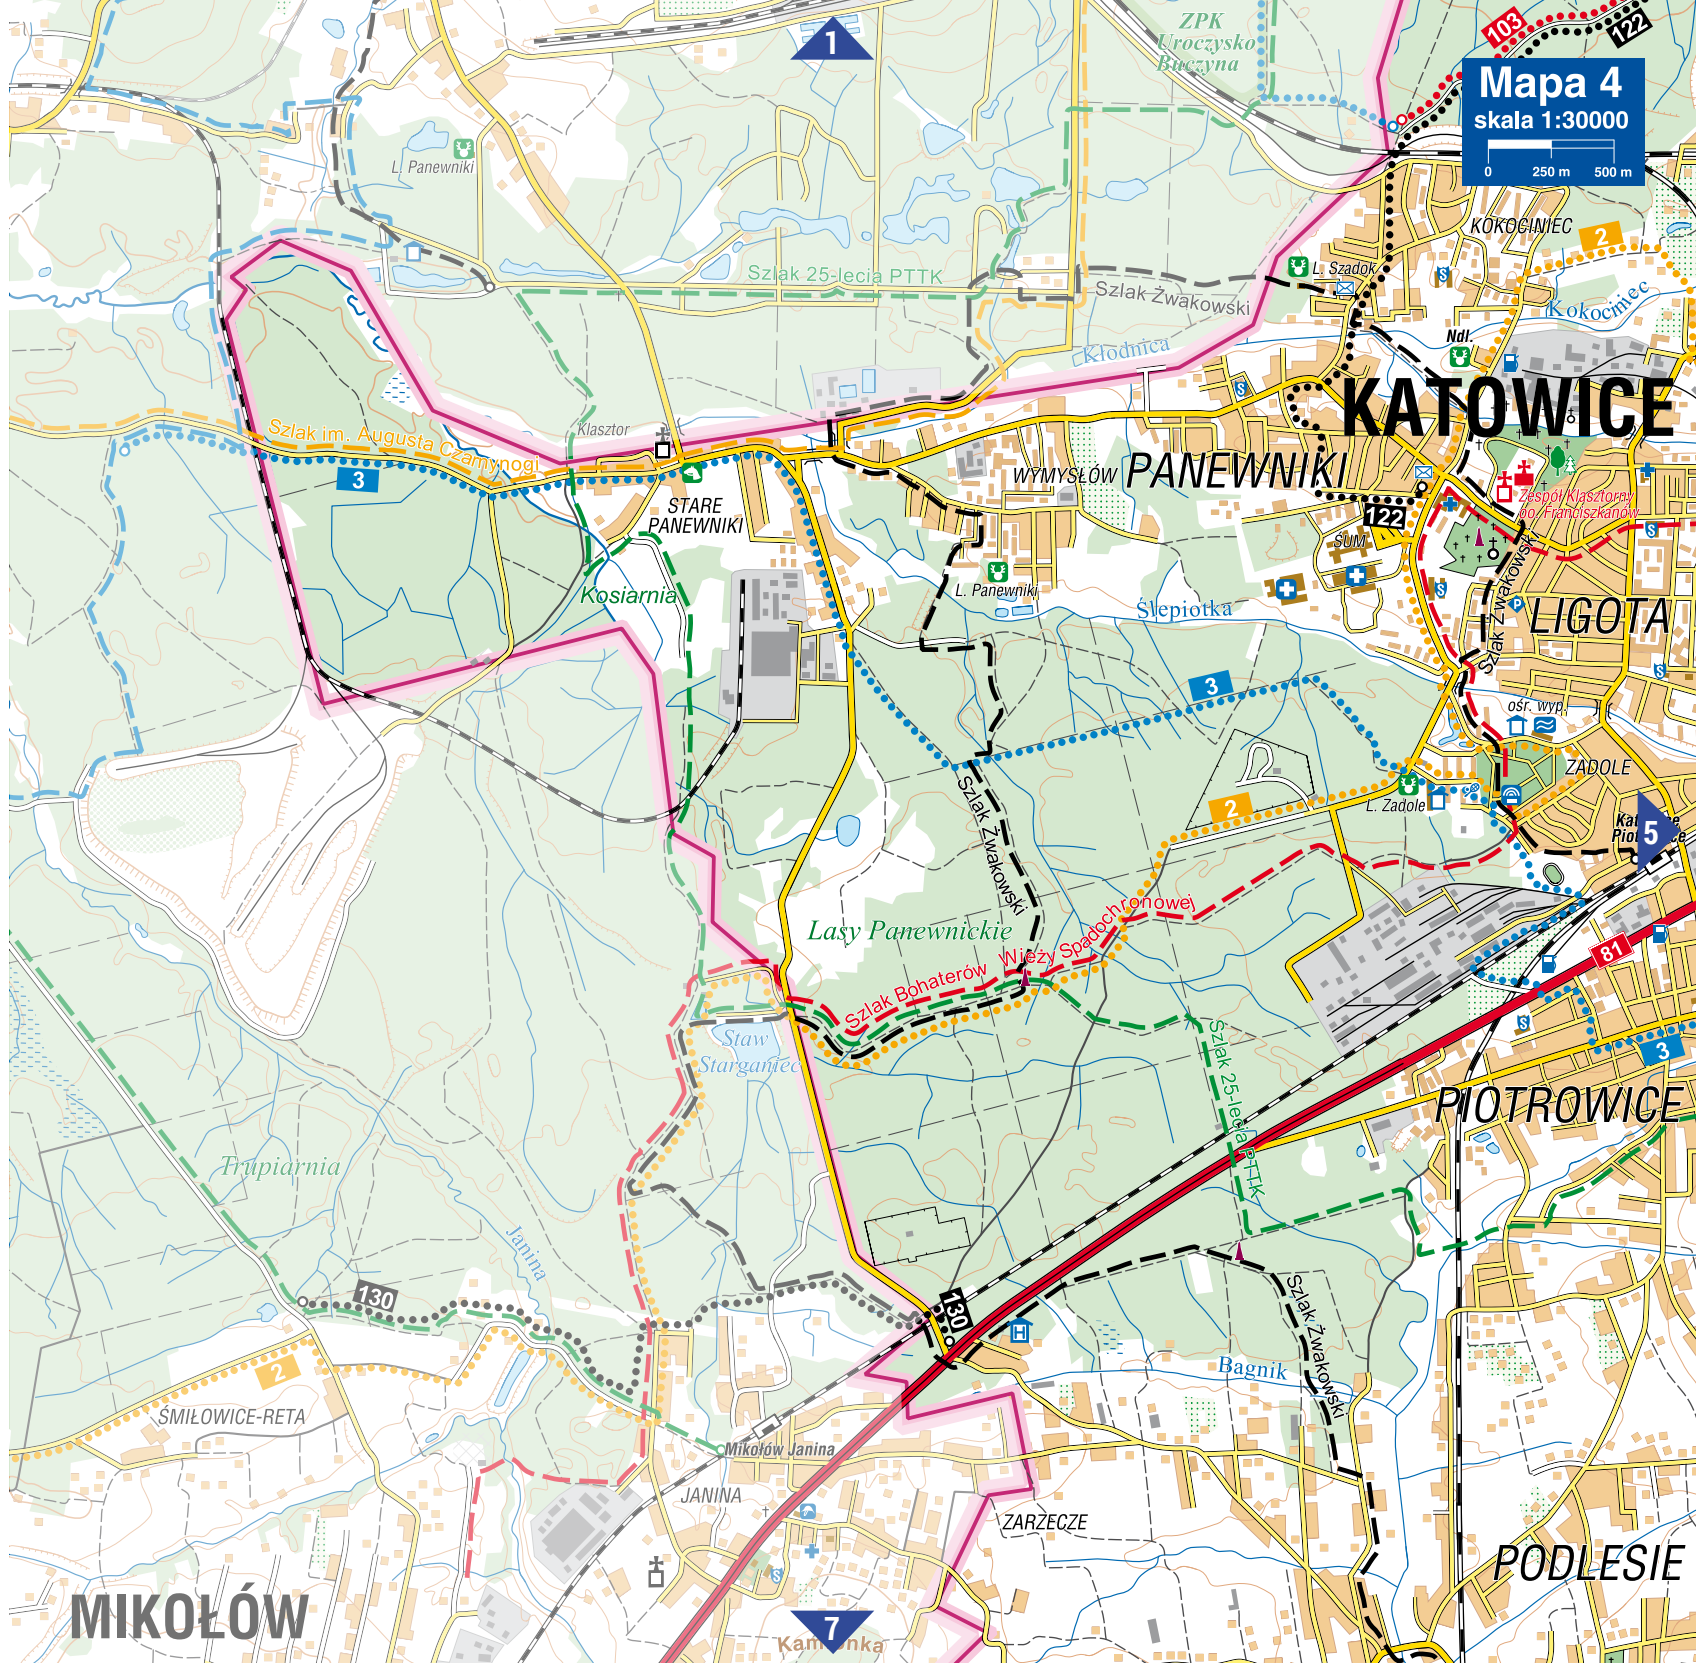 1
ZPK
Uroczysko
Buczyna
103
122
Mapa 4
skala 1:30000
0 250 m 500 m
L. Panewniki
KOKOCINIEC
2
L. Szadok
Szlak 25-lecia PTTK
Szlak Żwakowski
Kokociniec
Kłodnica
Ndl.
KATOWICE
Klasztor
Szlak im. Augusta Czarnynogi
3
WYMYSŁÓW
PANEWNIKI
STARE
PANEWNIKI
122
Zespół Klasztorny
oo. Franciszkanów
ŚUM
Szlak Żwakowski
Kosiarnia
L. Panewniki
Ślepiotka
P
LIGOTA
3
ośr. wyp.
ZADOLE
L. Zadole
2
Szlak Żwakowski
5
Lasy Panewnickie
Szlak Bohaterów Wieży Spadochronowej
81
Staw
Starganiec
Szlak 25-lecia PTTK
3
PIOTROWICE
Trupiarnia
Janina
130
130
H
Szlak Żwakowski
Bagnik
2
ŚMIŁOWICE-RETA
Mikołów Janina
JANINA
ZARZECZE
PODLESIE
MIKOŁÓW
7